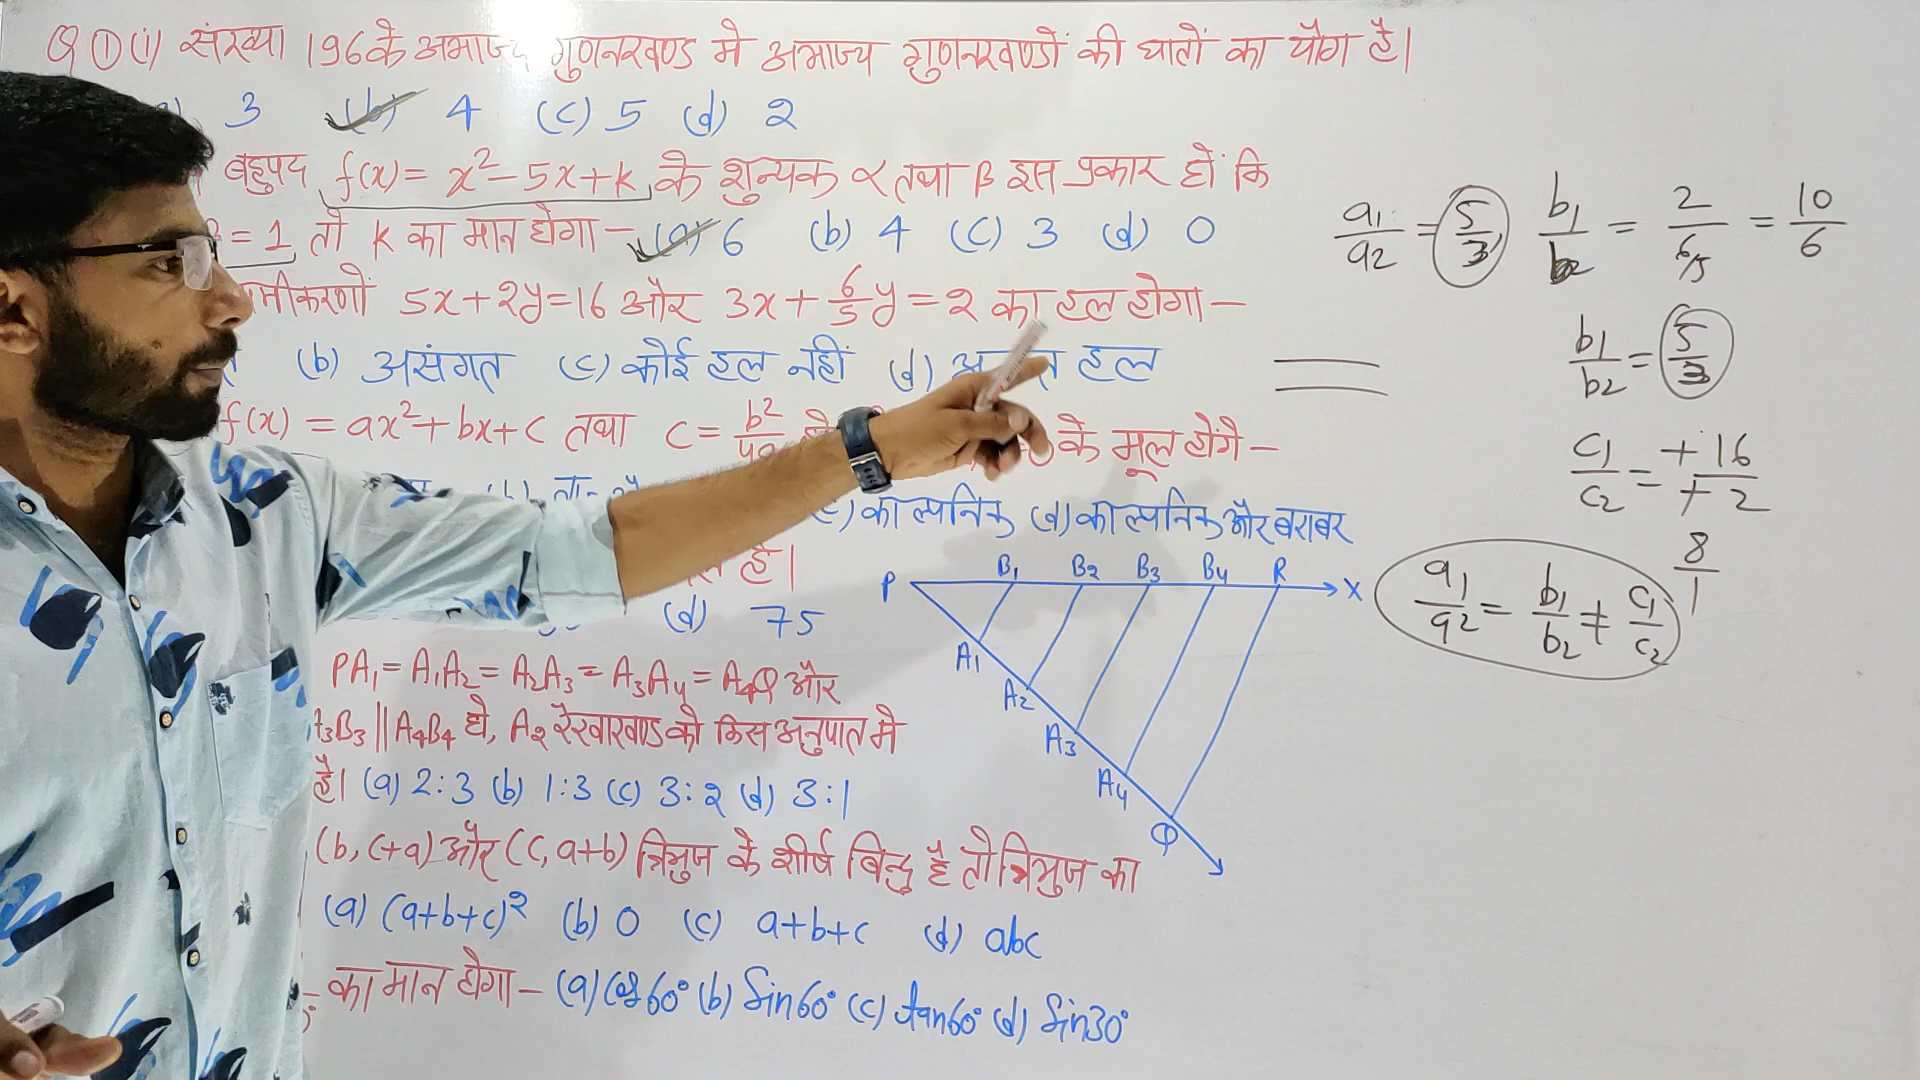 Q ① (i) संख्या 196 के अभाज्य गुणनखण्ड मे अभाज्य गुणनखण्डों की घातों का योग है।
3 (b) 4 (c) 5 (d) 2
बहुपद f(x) = x² - 5x + k के शुन्यक α तथा β इस प्रकार हों कि
= 1 तो k का मान होगा - (a) 6 (b) 4 (c) 3 (d) 0
5x + 2y = 16 और 3x + 6/5 y = 2 का हल होगा -
(b) असंगत (c) कोई हल नहीं (d) हल
f(x) = ax² + bx + c तथा c = b²/4a के मूल होंगे -
(c) काल्पनिक (d) काल्पनिक और बराबर
है।
(d) 75
PA₁ = A₁A₂ = A₂A₃ = A₃A₄ = A₄Q और
A₃B₃ || A₄B₄ हो, A₂ रेखाखण्ड को किस अनुपात मे
है। (a) 2:3 (b) 1:3 (c) 3:2 (d) 3:1
(b, c+a) और (c, a+b) त्रिभुज के शीर्ष बिन्दु है तो त्रिभुज का
(a) (a+b+c)² (b) 0 (c) a+b+c (d) abc
का मान होगा - (a) Cos60° (b) Sin60° (c) tan60° (d) Sin30°
P B₁ B₂ B₃ B₄ R X
A₁
A₂
A₃
A₄
Q
a₁/a₂ = 5/3 b₁/b₂ = 2/6/5 = 10/6
b₁/b₂ = 5/3
c₁/c₂ = +16/+2
8/1
a₁/a₂ = b₁/b₂ ≠ c₁/c₂